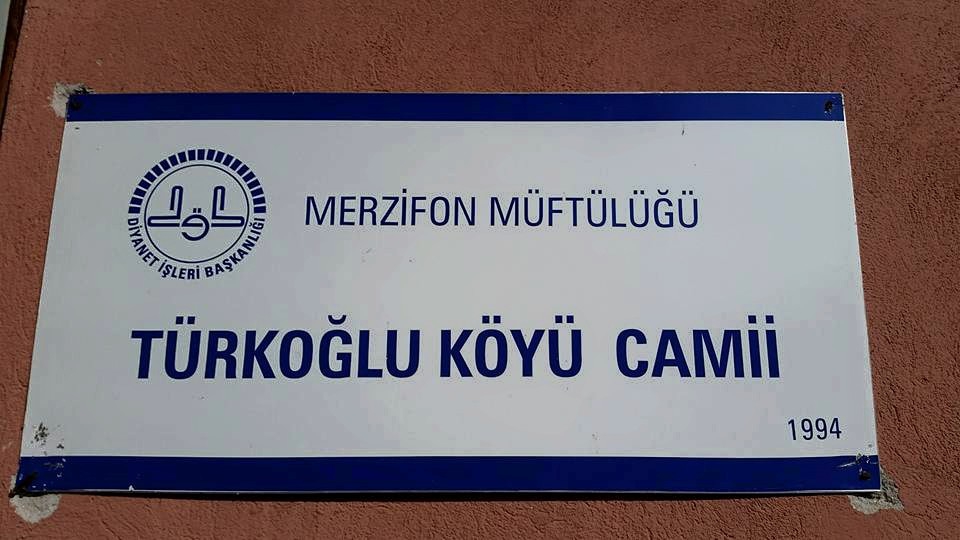 DİYANET İŞLERİ BAŞKANLIĞI
MERZİFON MÜFTÜLÜĞÜ
TÜRKOĞLU KÖYÜ CAMİİ
1994